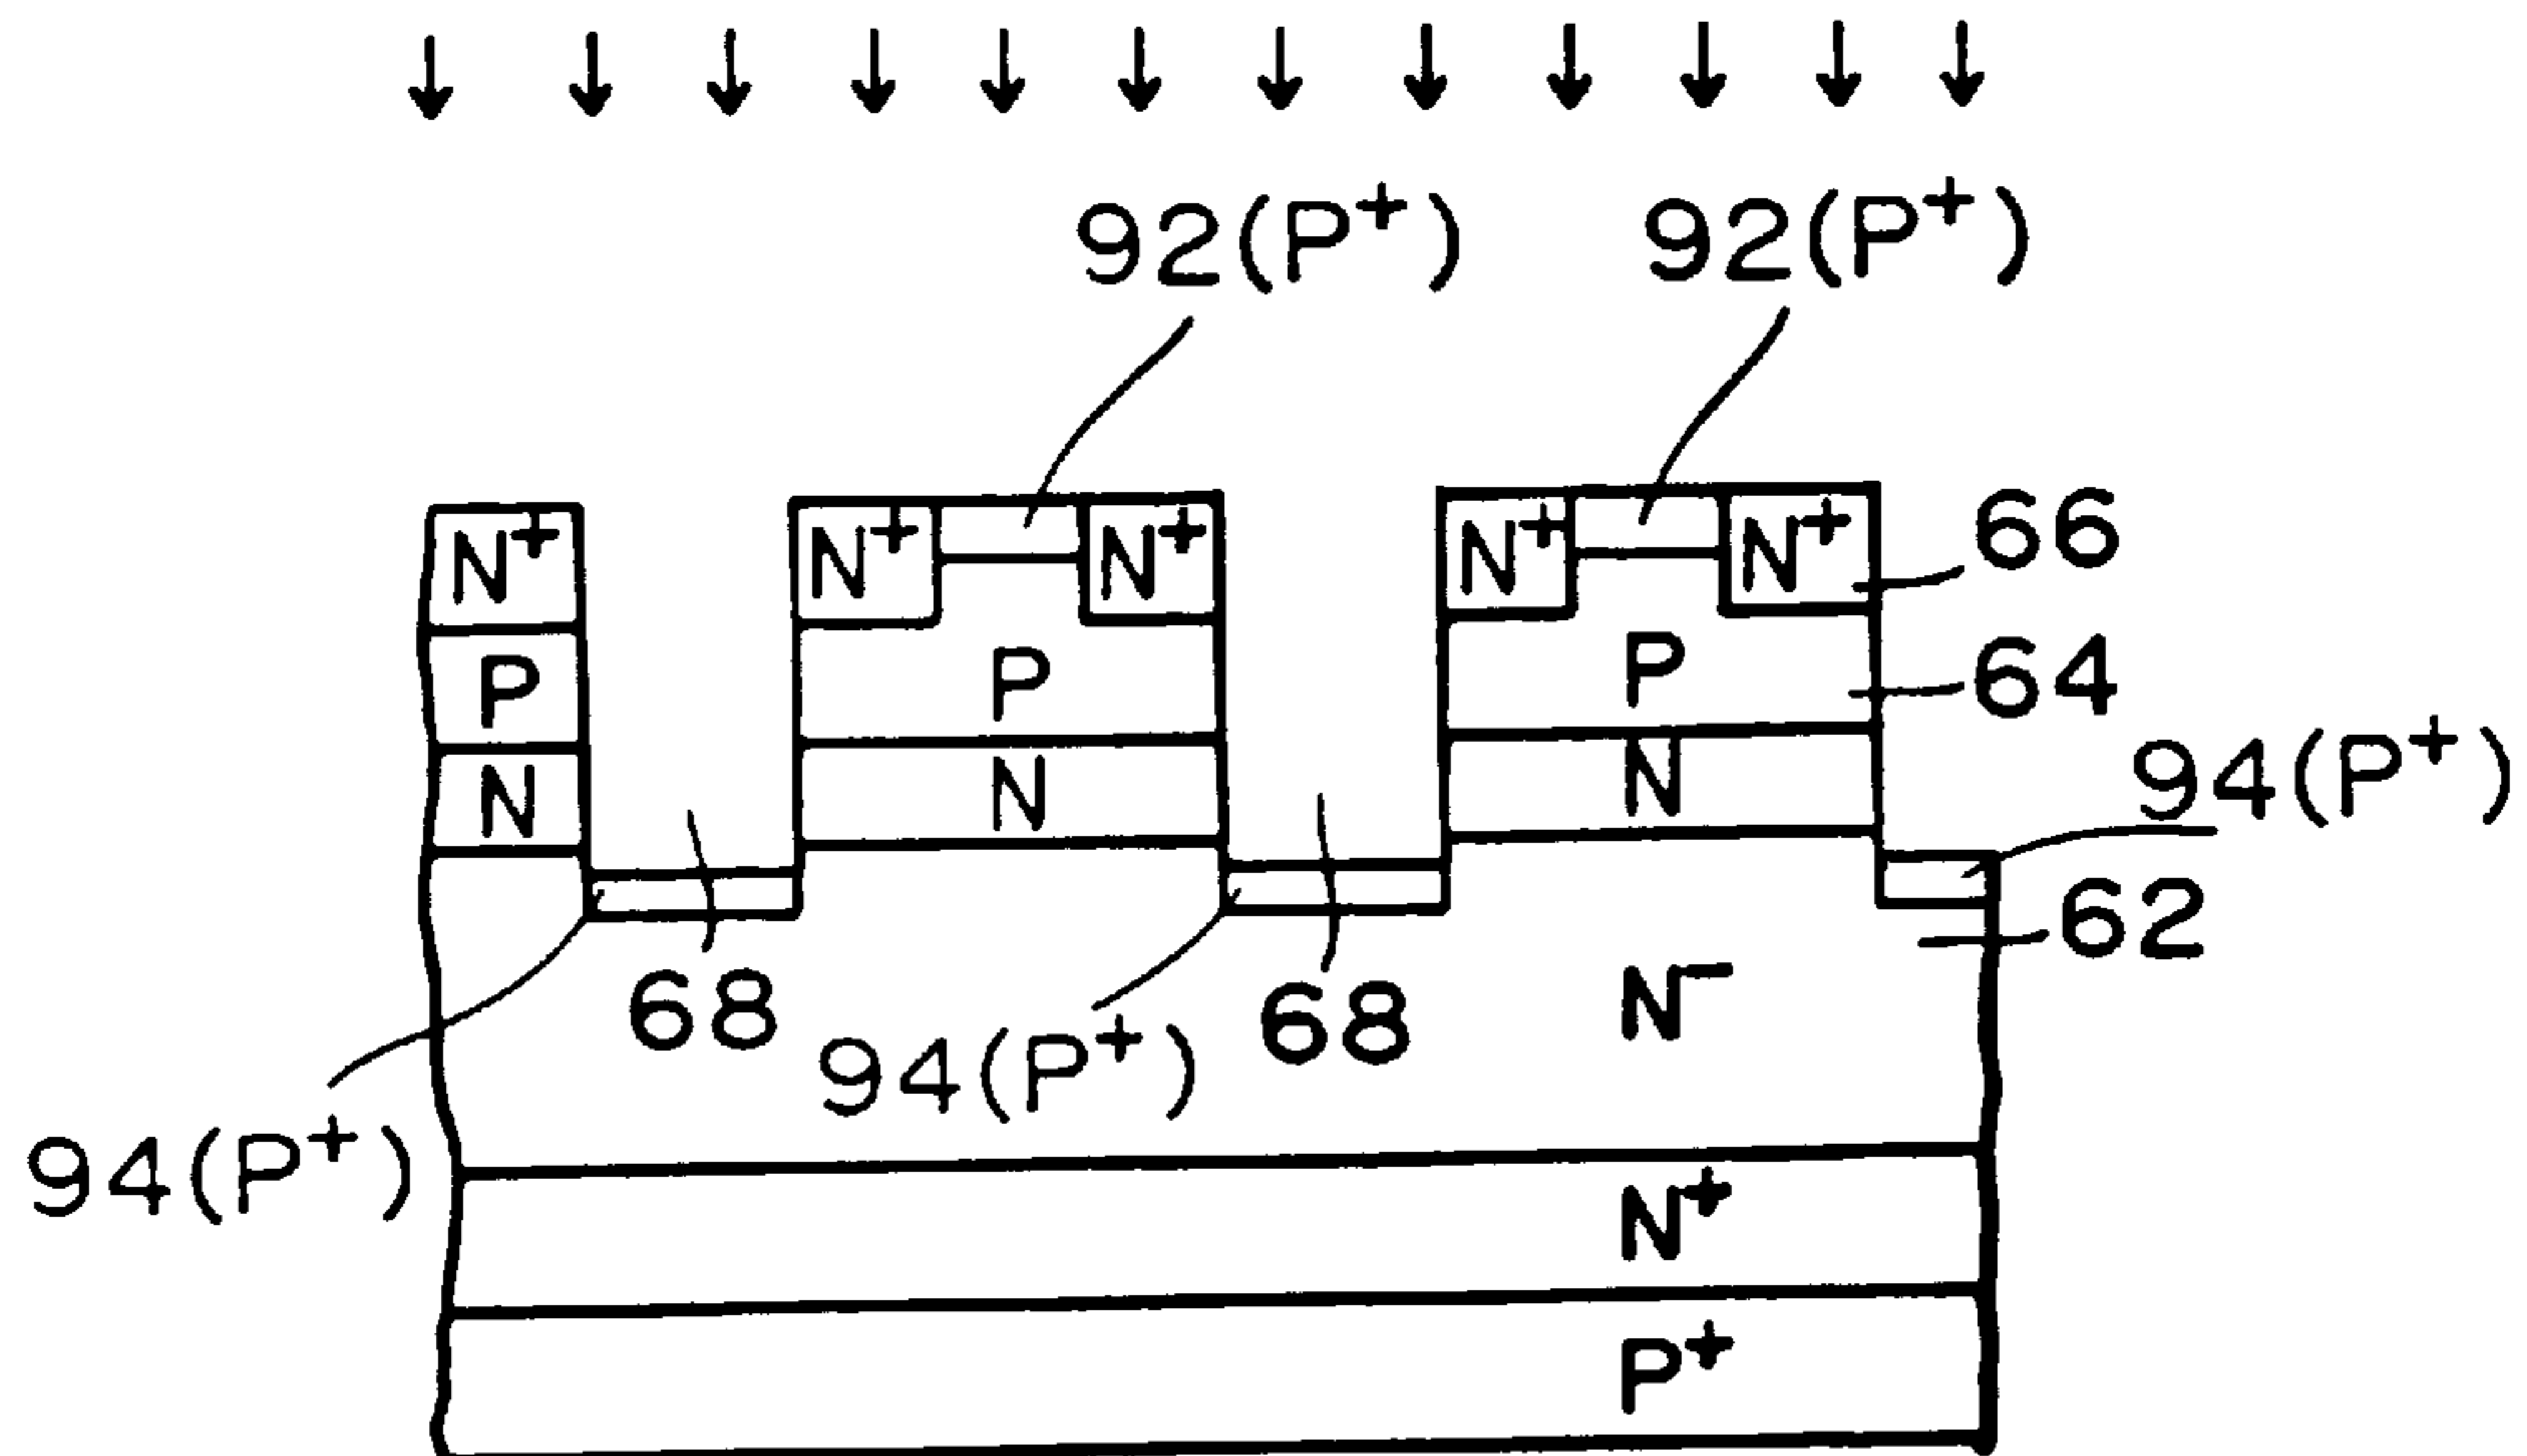 92(P⁺) 92(P⁺)
N⁺ N⁺ N⁺ N⁺ N⁺ 66
P P P 64
N N N 94(P⁺)
62
68 94(P⁺) 68 N⁻
94(P⁺) N⁺
P⁺